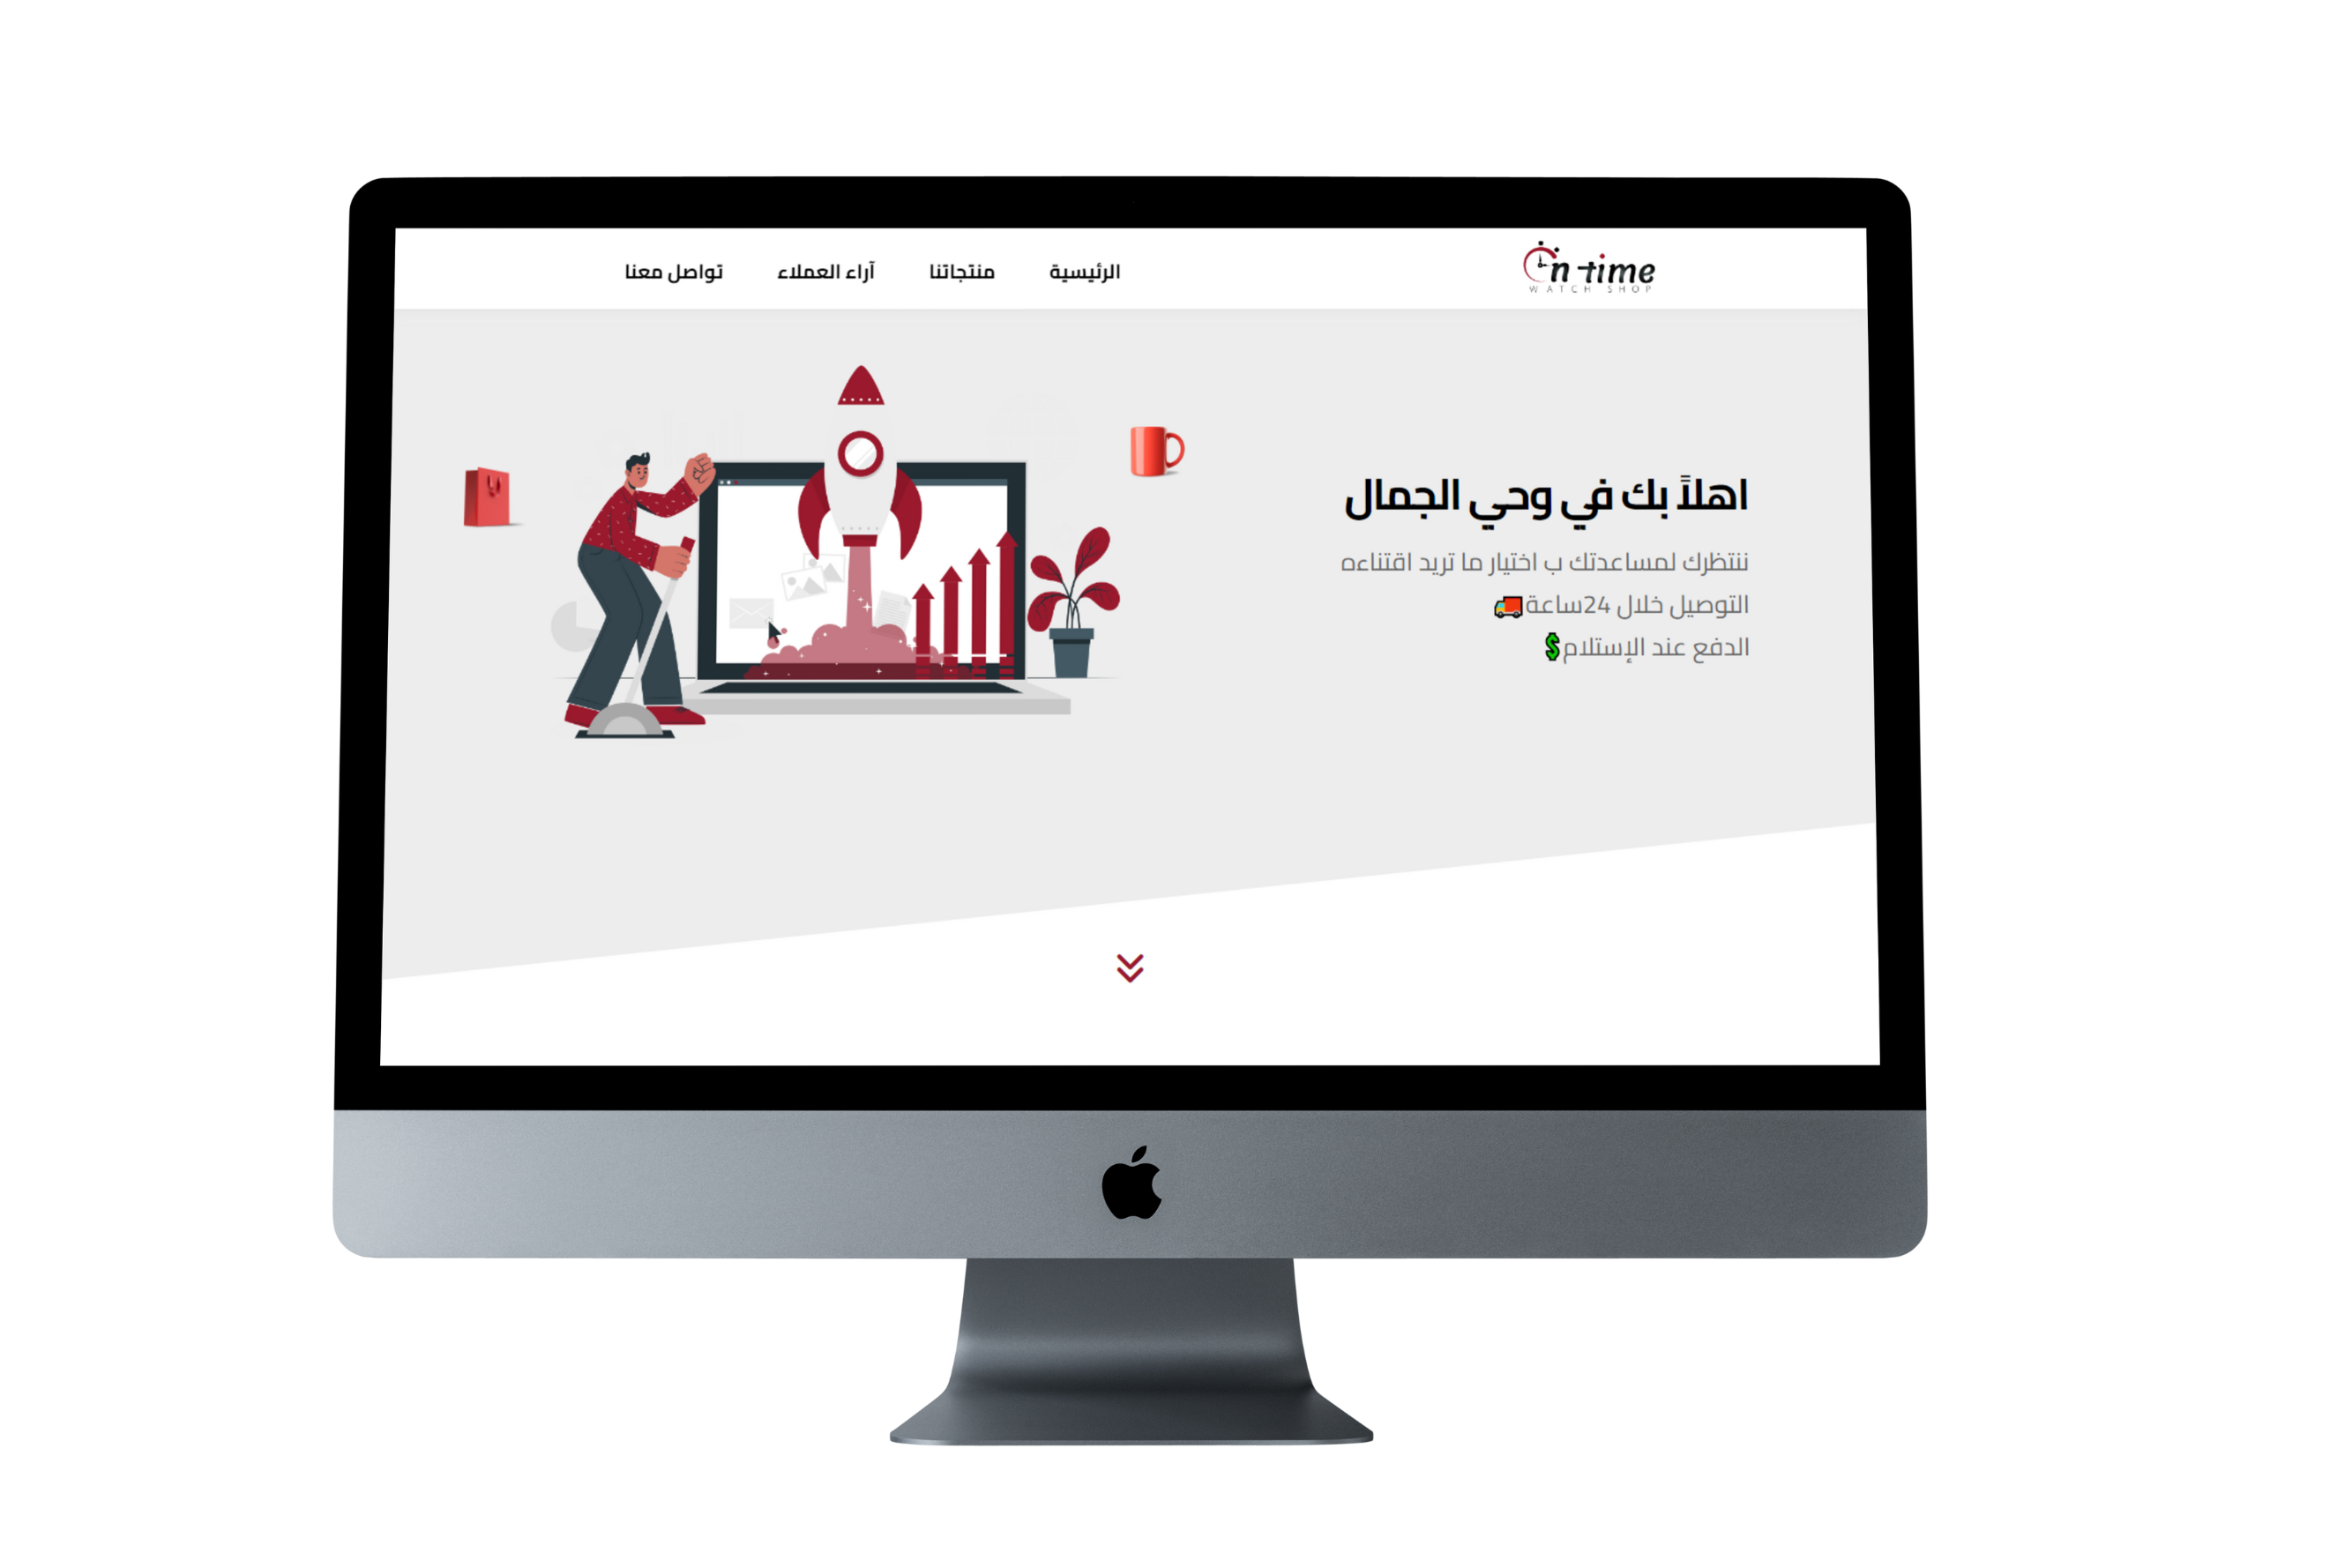 On time
WATCH SHOP
الرئيسية
منتجاتنا
آراء العملاء
تواصل معنا
اهلاً بك في وحي الجمال
ننتظرك لمساعدتك ب اختيار ما تريد اقتناءه
التوصيل خلال 24ساعة🚚
الدفع عند الإستلام💲